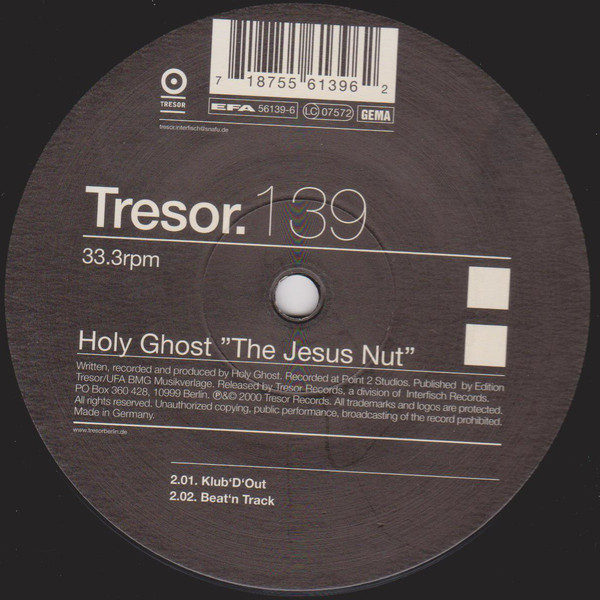 7 18755 61396 2
TRESOR
EFA 56139-6 LC 07572 GEMA
tresor.interfisch@snafu.de
Tresor. 139
33.3rpm
Holy Ghost ”The Jesus Nut”
Written, recorded and produced by Holy Ghost. Recorded at Point 2 Studios. Published by Edition
Tresor/UFA BMG Musikverlage. Released by Tresor Records, a division of Interfisch Records.
PO Box 360 428, 10999 Berlin. ℗&© 2000 Tresor Records. All trademarks and logos are protected.
All rights reserved. Unauthorized copying, public performance, broadcasting of the record prohibited.
Made in Germany.
www.tresorberlin.de
2.01. Klub‘D‘Out
2.02. Beat‘n Track